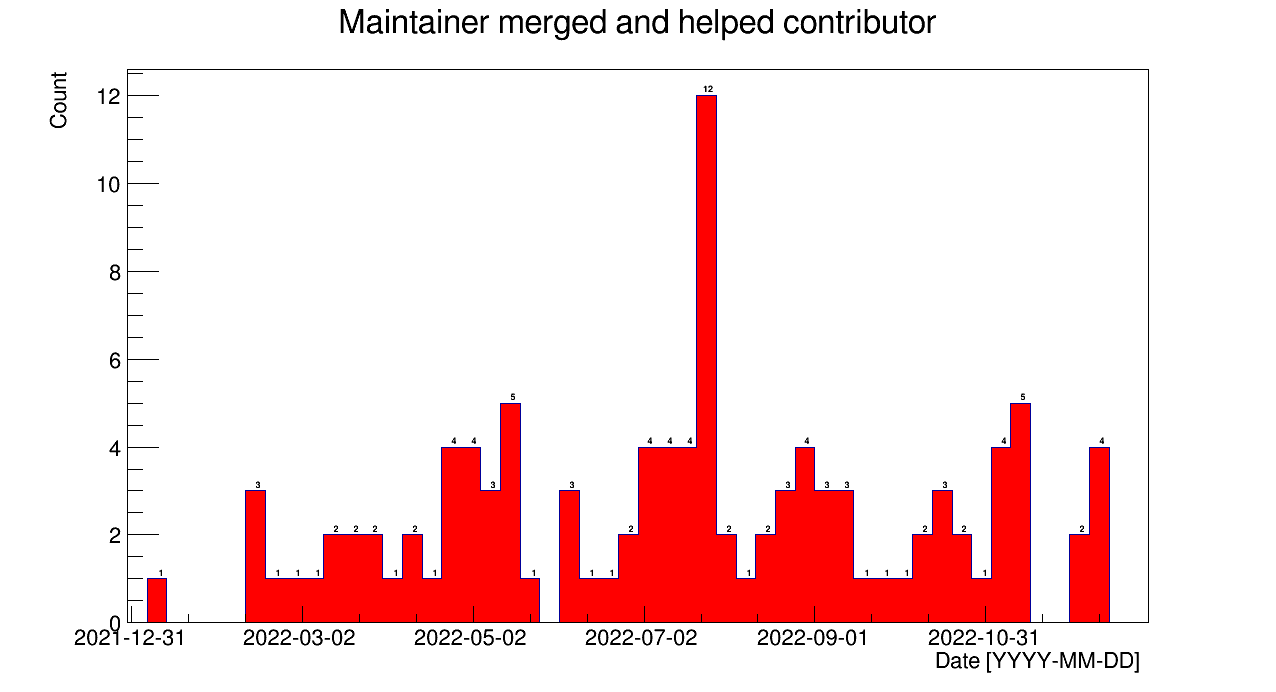 Maintainer merged and helped contributor
Count
12
10
8
6
4
2
0
12
5 5
4 4 4 4 4 4 4 4
3 3 3 3 3 3 3
2 2 2 2 2 2 2 2 2 2
1 1 1 1 1 1 1 1 1 1 1 1 1 1
2021-12-31 2022-03-02 2022-05-02 2022-07-02 2022-09-01 2022-10-31
Date [YYYY-MM-DD]